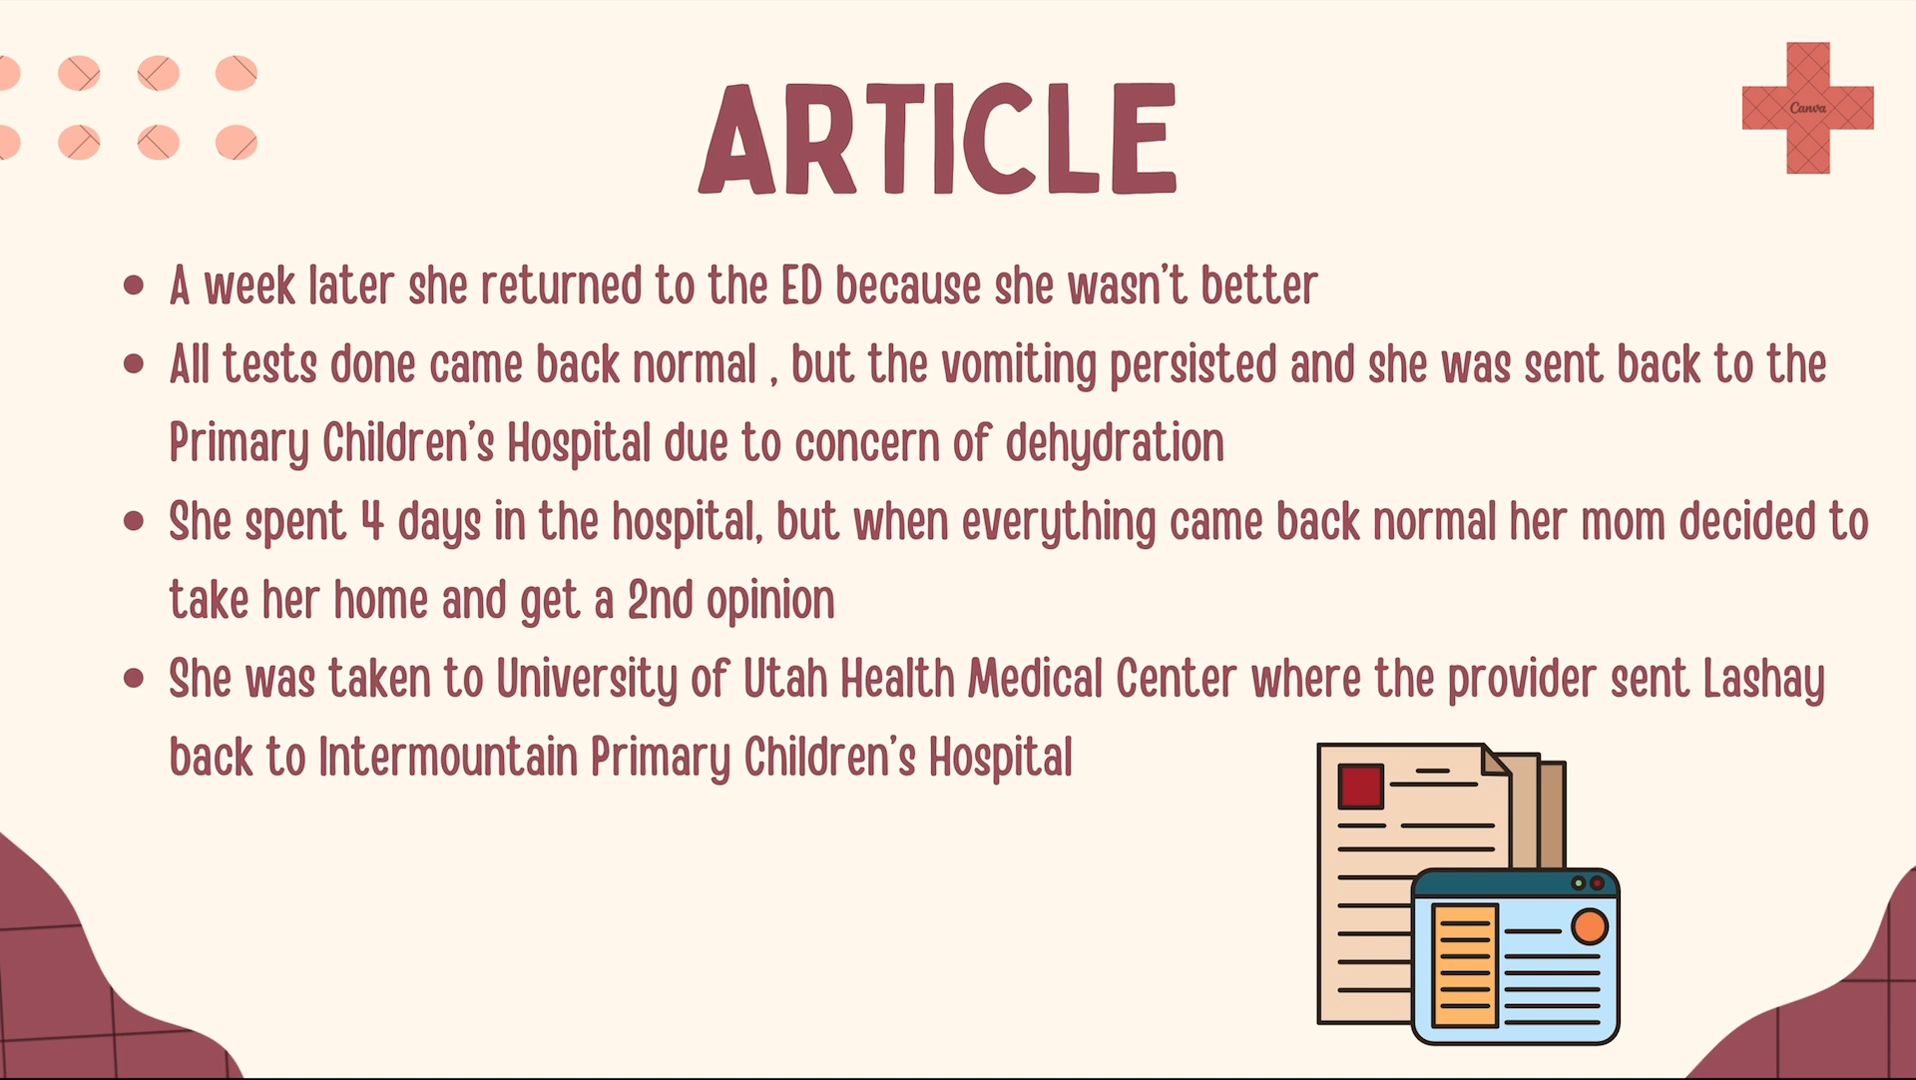 ARTICLE
Canva
• A week later she returned to the ED because she wasn't better
• All tests done came back normal , but the vomiting persisted and she was sent back to the
Primary Children's Hospital due to concern of dehydration
• She spent 4 days in the hospital, but when everything came back normal her mom decided to
take her home and get a 2nd opinion
• She was taken to University of Utah Health Medical Center where the provider sent Lashay
back to Intermountain Primary Children's Hospital